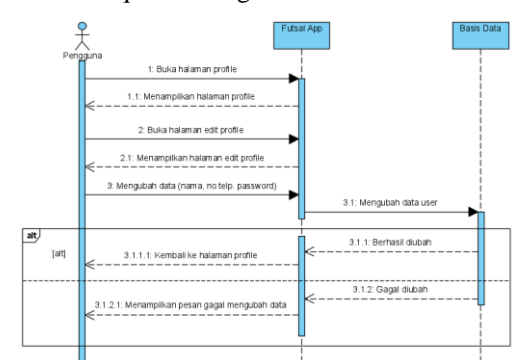 Futsal App
Basis Data
Pengguna
1: Buka halaman profile
1.1: Menampilkan halaman profile
2: Buka halaman edit profile
2.1: Menampilkan halaman edit profile
3: Mengubah data (nama, no telp. password)
3.1: Mengubah data user
alt
[alt]
3.1.1: Berhasil diubah
3.1.1.1: Kembali ke halaman profile
3.1.2: Gagal diubah
3.1.2.1: Menampilkan pesan gagal mengubah data